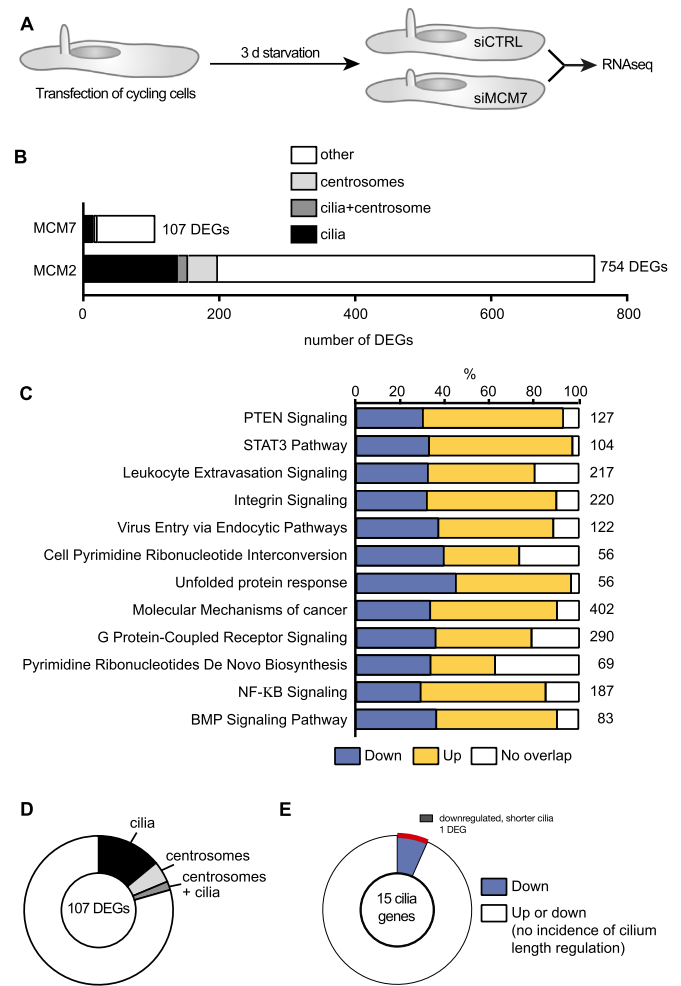 A
Transfection of cycling cells
3 d starvation
siCTRL
siMCM7
RNAseq
B
other
centrosomes
cilia+centrosome
cilia
MCM7
107 DEGs
MCM2
754 DEGs
0 200 400 600 800
number of DEGs
C
%
0 20 40 60 80 100
PTEN Signaling 127
STAT3 Pathway 104
Leukocyte Extravasation Signaling 217
Integrin Signaling 220
Virus Entry via Endocytic Pathways 122
Cell Pyrimidine Ribonucleotide Interconversion 56
Unfolded protein response 56
Molecular Mechanisms of cancer 402
G Protein-Coupled Receptor Signaling 290
Pyrimidine Ribonucleotides De Novo Biosynthesis 69
NF-κB Signaling 187
BMP Signaling Pathway 83
Down Up No overlap
D
cilia
centrosomes
centrosomes
+ cilia
107 DEGs
E
downregulated, shorter cilia
1 DEG
15 cilia
genes
Down
Up or down
(no incidence of cilium
length regulation)